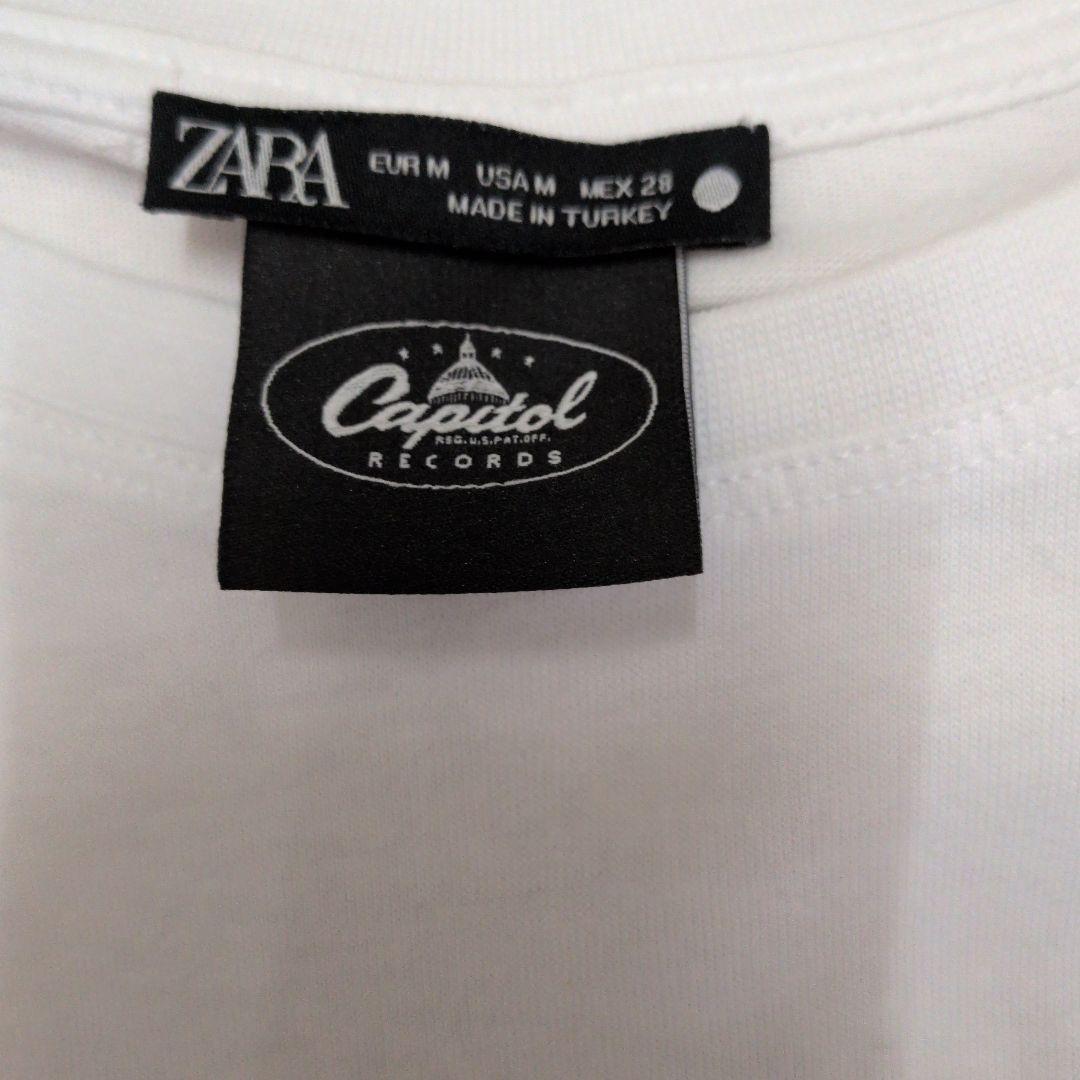 ZARA EUR M USA M MEX 28
MADE IN TURKEY
Capitol
REG. U.S. PAT. OFF.
RECORDS